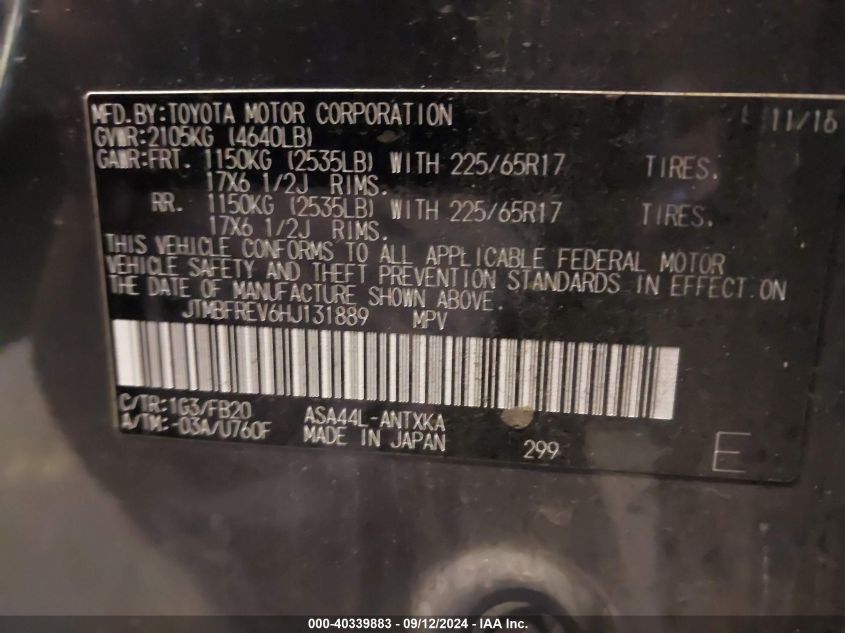 MFD.BY:TOYOTA MOTOR CORPORATION 11/16
GVWR:2105KG (4640LB)
GAWR:FRT. 1150KG (2535LB) WITH 225/65R17 TIRES.
17X6 1/2J RIMS.
RR. 1150KG (2535LB) WITH 225/65R17 TIRES.
17X6 1/2J RIMS.
THIS VEHICLE CONFORMS TO ALL APPLICABLE FEDERAL MOTOR
VEHICLE SAFETY AND THEFT PREVENTION STANDARDS IN EFFECT ON
THE DATE OF MANUFACTURE SHOWN ABOVE.
JTMBFREV6HJ131889 MPV
C/TR:1G3/FB20 ASA44L-ANTXKA
A/TM:-03A/U760F MADE IN JAPAN 299 E
000-40339883 - 09/12/2024 - IAA Inc.